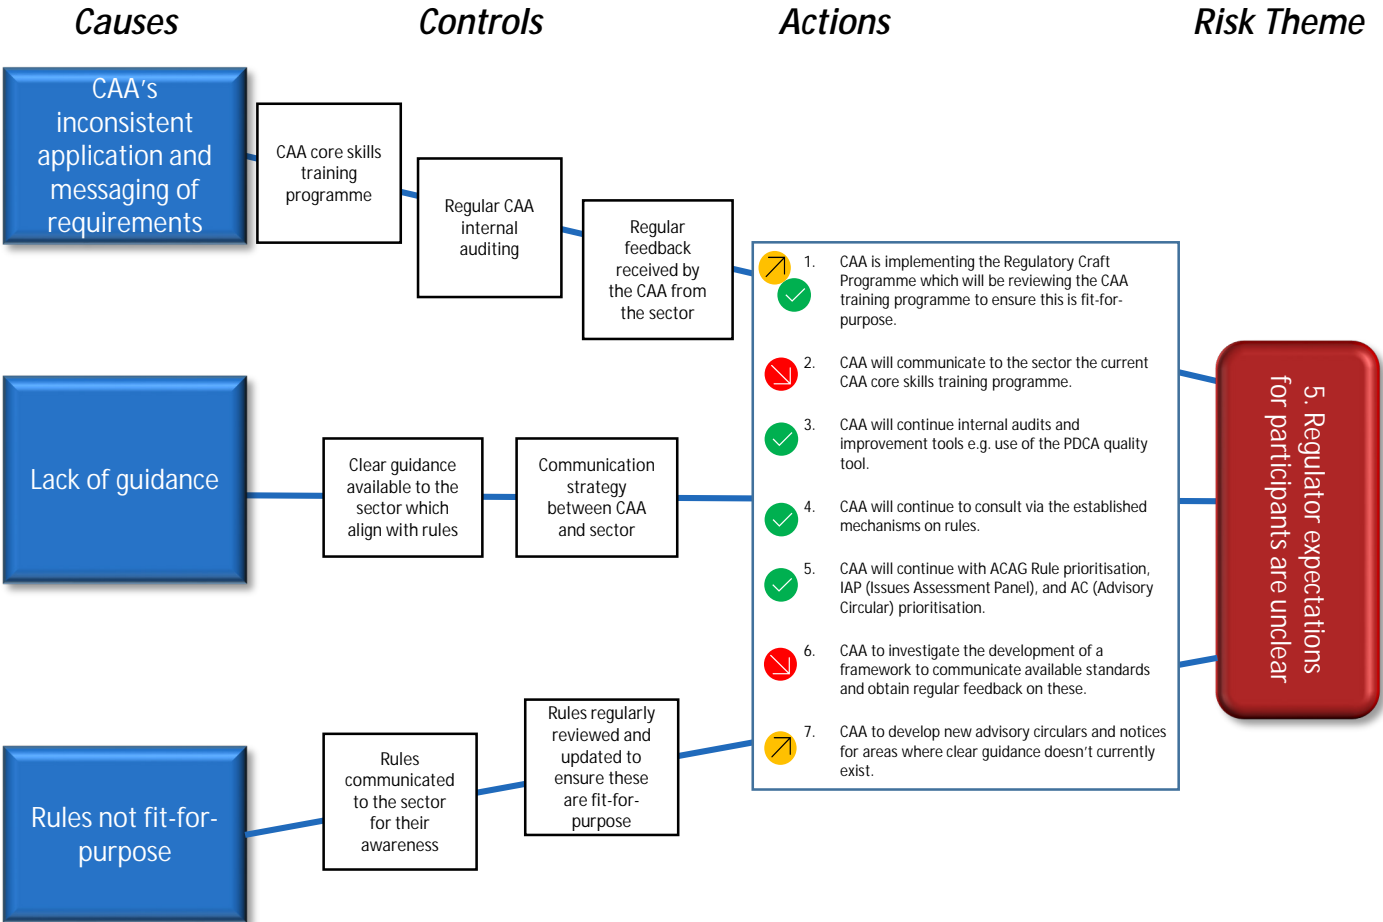 Causes
Controls
Actions
Risk Theme
CAA's
inconsistent
application and
messaging of
requirements
CAA core skills
training
programme
Regular CAA
internal
auditing
Regular
feedback
received by
the CAA from
the sector
Lack of guidance
Clear guidance
available to the
sector which
align with rules
Communication
strategy
between CAA
and sector
Rules not fit-for-
purpose
Rules
communicated
to the sector
for their
awareness
Rules regularly
reviewed and
updated to
ensure these
are fit-for-
purpose
1. CAA is implementing the Regulatory Craft
Programme which will be reviewing the CAA
training programme to ensure this is fit-for-
purpose.
2. CAA will communicate to the sector the current
CAA core skills training programme.
3. CAA will continue internal audits and
improvement tools e.g. use of the PDCA quality
tool.
4. CAA will continue to consult via the established
mechanisms on rules.
5. CAA will continue with ACAG Rule prioritisation,
IAP (Issues Assessment Panel), and AC (Advisory
Circular) prioritisation.
6. CAA to investigate the development of a
framework to communicate available standards
and obtain regular feedback on these.
7. CAA to develop new advisory circulars and notices
for areas where clear guidance doesn't currently
exist.
5. Regulator expectations
for participants are unclear